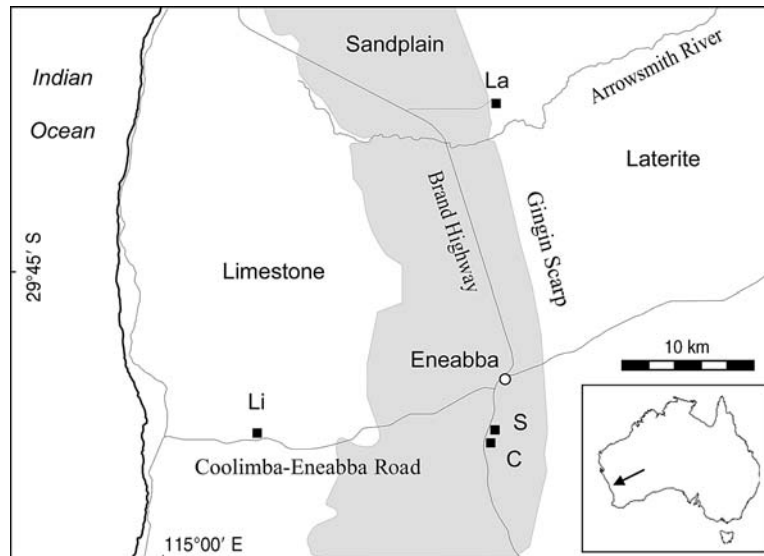 Sandplain
Indian
Ocean
La
Arrowsmith River
Laterite
Brand Highway
Gingin Scarp
29°45′ S
Limestone
Eneabba
10 km
Li
S
C
Coolimba-Eneabba Road
115°00′ E